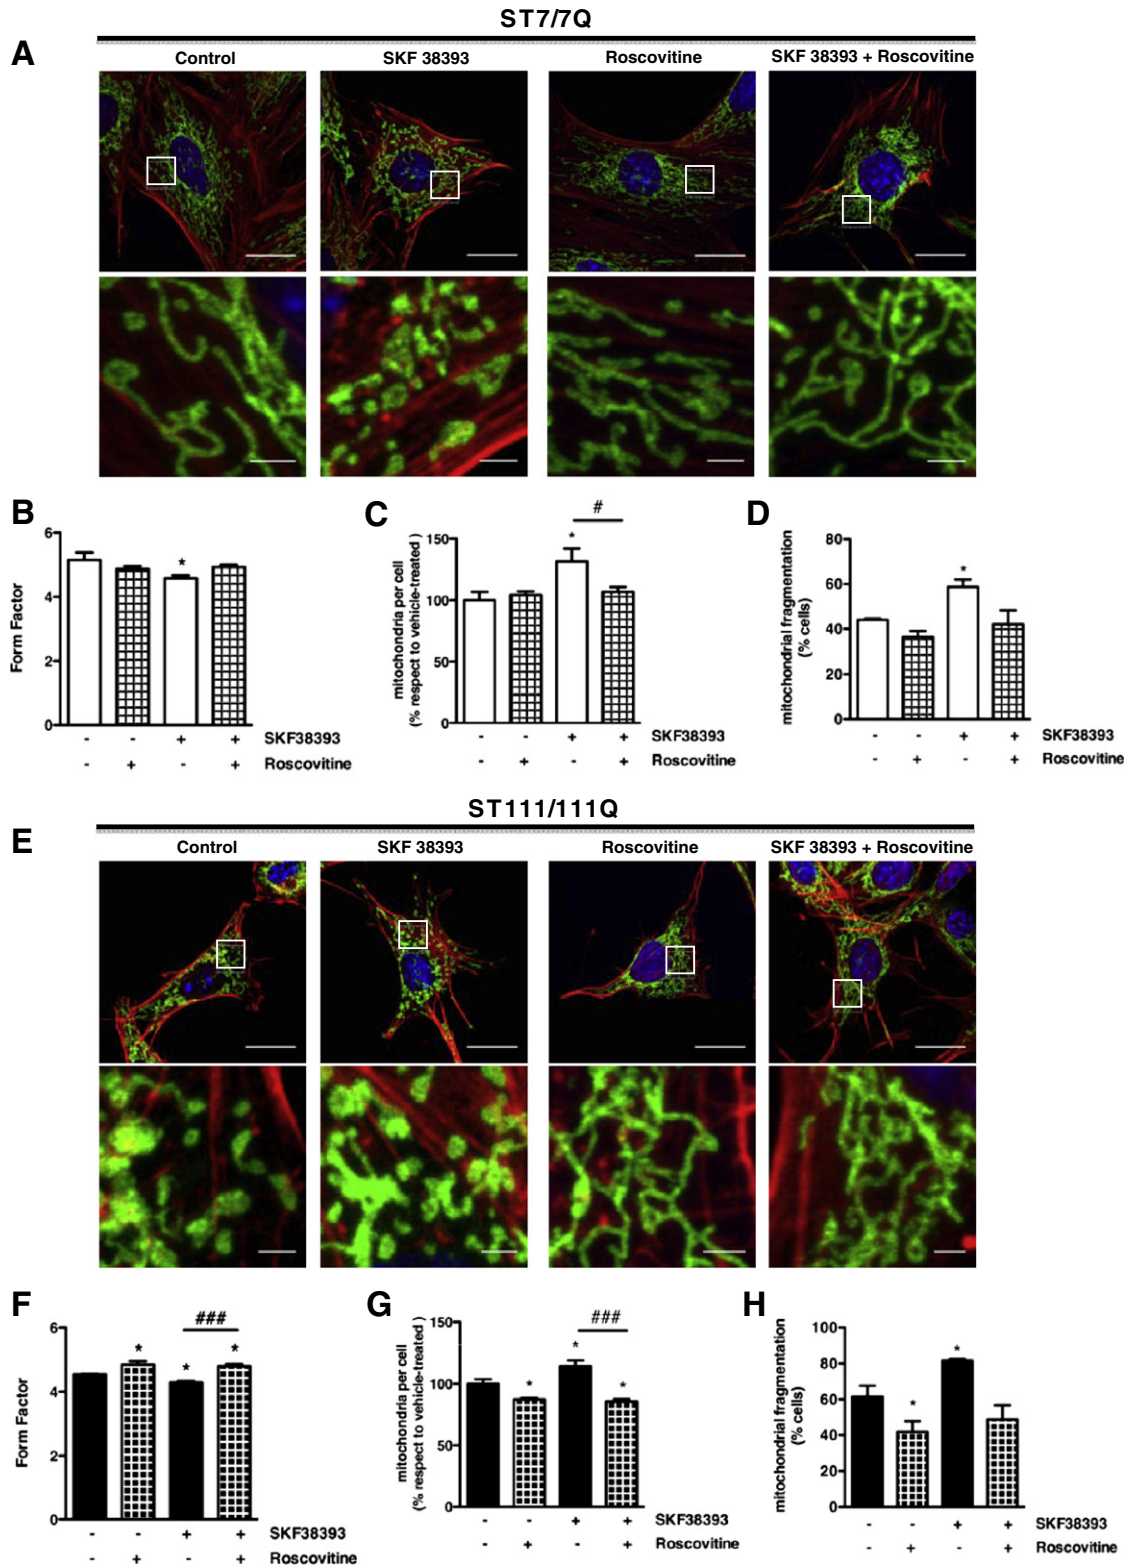 ST7/7Q
A
Control SKF 38393 Roscovitine SKF 38393 + Roscovitine
B
Form Factor
6
4
2
0
*
- - + + SKF38393
- + - + Roscovitine
C
mitochondria per cell
(% respect to vehicle-treated )
150
100
50
0
*
#
- - + + SKF38393
- + - + Roscovitine
D
mitochondrial fragmentation
(% cells)
80
60
40
20
0
*
- - + + SKF38393
- + - + Roscovitine
ST111/111Q
E
Control SKF 38393 Roscovitine SKF 38393 + Roscovitine
F
Form Factor
6
4
2
0
* * *
###
- - + + SKF38393
- + - + Roscovitine
G
mitochondria per cell
(% respect to vehicle-treated )
150
100
50
0
* * *
###
- - + + SKF38393
- + - + Roscovitine
H
mitochondrial fragmentation
(% cells)
100
80
60
40
20
0
* *
- - + + SKF38393
- + - + Roscovitine